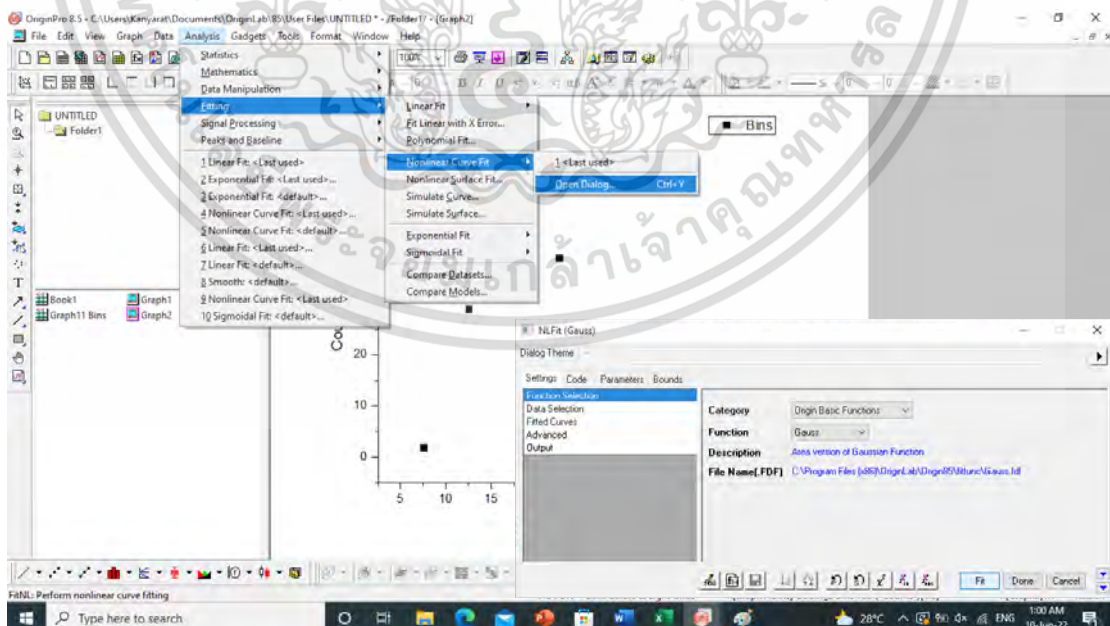 OriginPro 8.5 - C:\Users\Kanyarat\Documents\OriginLab\85\User Files\UNTITLED * - /Folder1/ - [Graph2]
File Edit View Graph Data Analysis Gadgets Tools Format Window Help
100%
Statistics
Mathematics
Data Manipulation
Fitting
Signal Processing
Peaks and Baseline
1 Linear Fit: <Last used>
2 Exponential Fit: <Last used>...
3 Exponential Fit: <default>...
4 Nonlinear Curve Fit: <Last used>...
5 Nonlinear Curve Fit: <default>...
6 Linear Fit: <Last used>...
7 Linear Fit: <default>...
8 Smooth: <default>...
9 Nonlinear Curve Fit: <Last used>
10 Sigmoidal Fit: <default>...
Linear Fit
Fit Linear with X Error...
Polynomial Fit...
Nonlinear Curve Fit
Nonlinear Surface Fit...
Simulate Curve...
Simulate Surface...
Exponential Fit
Sigmoidal Fit
Compare Datasets...
Compare Models...
1 <Last used>
Open Dialog... Ctrl+Y
UNTITLED
Folder1
Bins
Book1 Graph1
Graph11 Bins Graph2
20
10
0
5 10 15
NLFit (Gauss)
Dialog Theme
Settings Code Parameters Bounds
Function Selection
Data Selection
Fitted Curves
Advanced
Output
Category Origin Basic Functions
Function Gauss
Description Area version of Gaussian Function
File Name(.FDF) C:\Program Files (x86)\OriginLab\Origin85\fitfunc\Gauss.fdf
Fit Done Cancel
FitNL: Perform nonlinear curve fitting
Type here to search
28°C ENG 1:00 AM
10-Jun-22